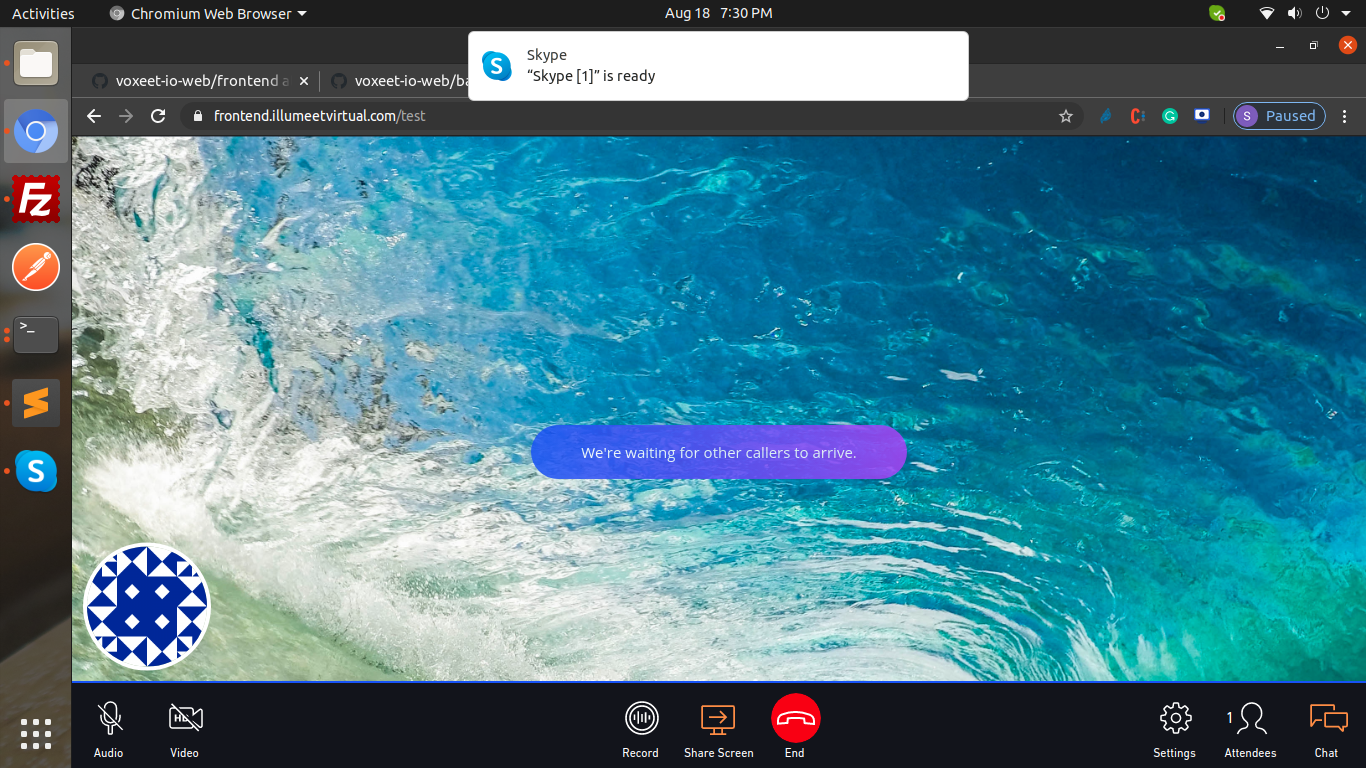 Activities
Chromium Web Browser
Aug 18 7:30 PM
Skype
“Skype [1]” is ready
voxeet-io-web/frontend a
voxeet-io-web/ba
frontend.illumeetvirtual.com/test
S
Paused
Fz
>_
S
We're waiting for other callers to arrive.
HD
1
Audio
Video
Record
Share Screen
End
Settings
Attendees
Chat